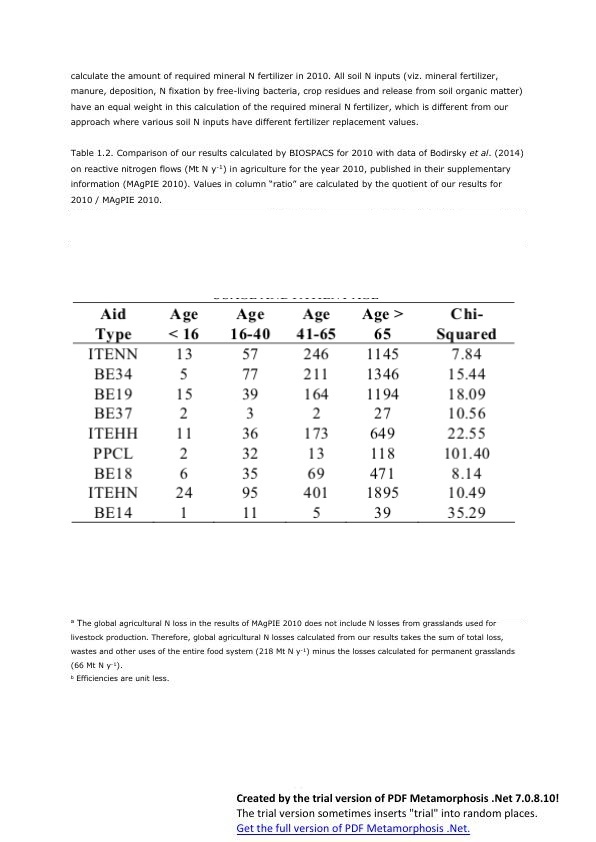 calculate the amount of required mineral N fertilizer in 2010. All soil N inputs (viz. mineral fertilizer,
manure, deposition, N fixation by free-living bacteria, crop residues and release from soil organic matter)
have an equal weight in this calculation of the required mineral N fertilizer, which is different from our
approach where various soil N inputs have different fertilizer replacement values.
Table 1.2. Comparison of our results calculated by BIOSPACS for 2010 with data of Bodirsky et al. (2014)
on reactive nitrogen flows (Mt N y⁻¹) in agriculture for the year 2010, published in their supplementary
information (MAgPIE 2010). Values in column “ratio” are calculated by the quotient of our results for
2010 / MAgPIE 2010.
Aid Age Age Age Age > Chi-
Type < 16 16-40 41-65 65 Squared
ITENN 13 57 246 1145 7.84
BE34 5 77 211 1346 15.44
BE19 15 39 164 1194 18.09
BE37 2 3 2 27 10.56
ITEHH 11 36 173 649 22.55
PPCL 2 32 13 118 101.40
BE18 6 35 69 471 8.14
ITEHN 24 95 401 1895 10.49
BE14 1 11 5 39 35.29
ᵃ The global agricultural N loss in the results of MAgPIE 2010 does not include N losses from grasslands used for
livestock production. Therefore, global agricultural N losses calculated from our results takes the sum of total loss,
wastes and other uses of the entire food system (218 Mt N y⁻¹) minus the losses calculated for permanent grasslands
(66 Mt N y⁻¹).
ᵇ Efficiencies are unit less.
Created by the trial version of PDF Metamorphosis .Net 7.0.8.10!
The trial version sometimes inserts "trial" into random places.
Get the full version of PDF Metamorphosis .Net.